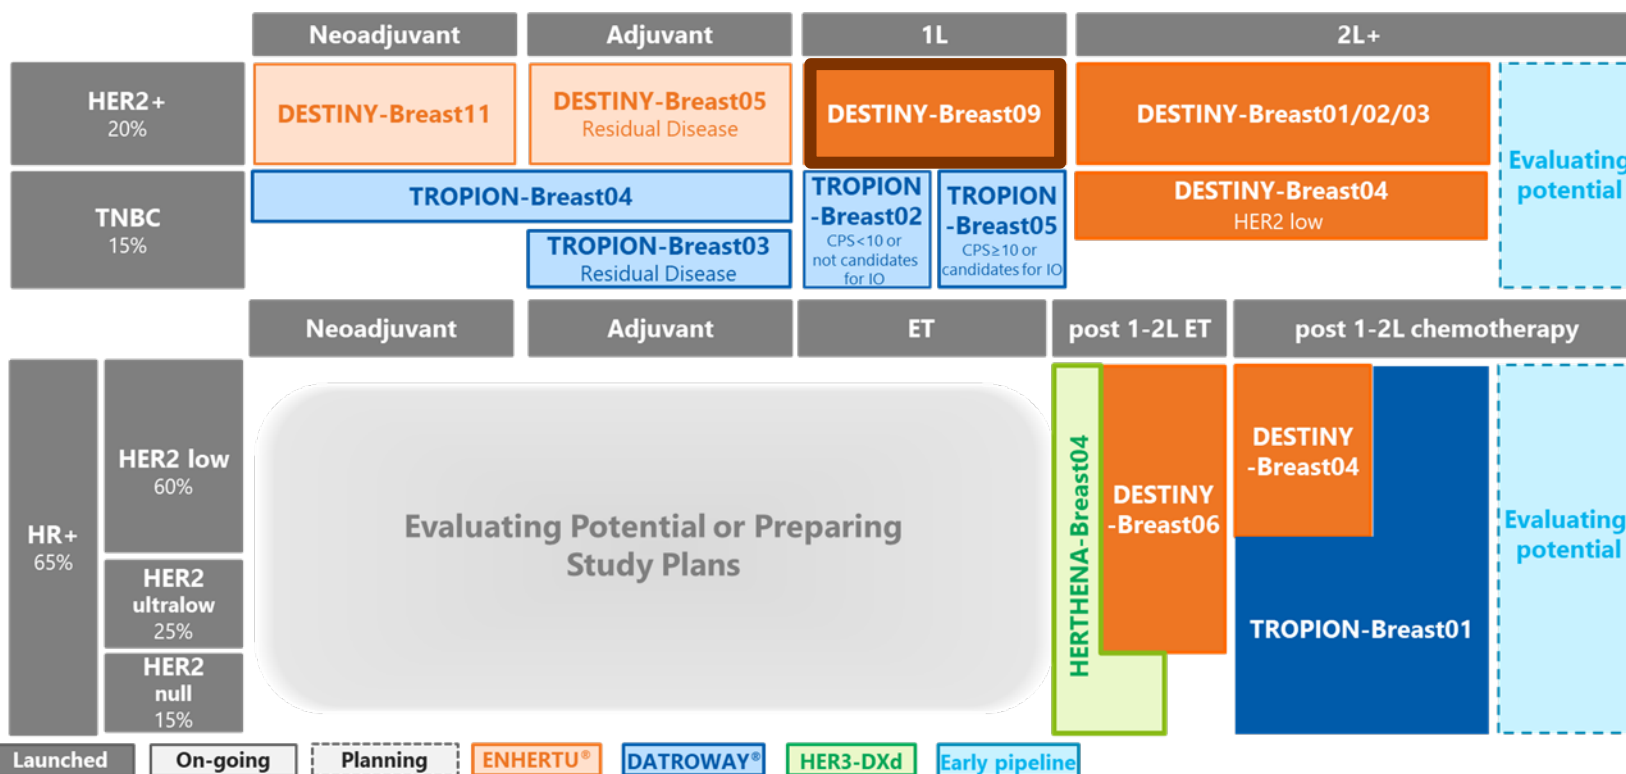 Neoadjuvant
Adjuvant
1L
2L+
HER2+
20%
DESTINY-Breast11
DESTINY-Breast05
Residual Disease
DESTINY-Breast09
DESTINY-Breast01/02/03
Evaluating
potential
TNBC
15%
TROPION-Breast04
TROPION-Breast03
Residual Disease
TROPION
-Breast02
CPS<10 or
not candidates
for IO
TROPION
-Breast05
CPS≥10 or
candidates for IO
DESTINY-Breast04
HER2 low
Neoadjuvant
Adjuvant
ET
post 1-2L ET
post 1-2L chemotherapy
HR+
65%
HER2 low
60%
HER2
ultralow
25%
HER2
null
15%
Evaluating Potential or Preparing
Study Plans
HERTHENA-Breast04
DESTINY
-Breast06
DESTINY
-Breast04
TROPION-Breast01
Evaluating
potential
Launched
On-going
Planning
ENHERTU®
DATROWAY®
HER3-DXd
Early pipeline